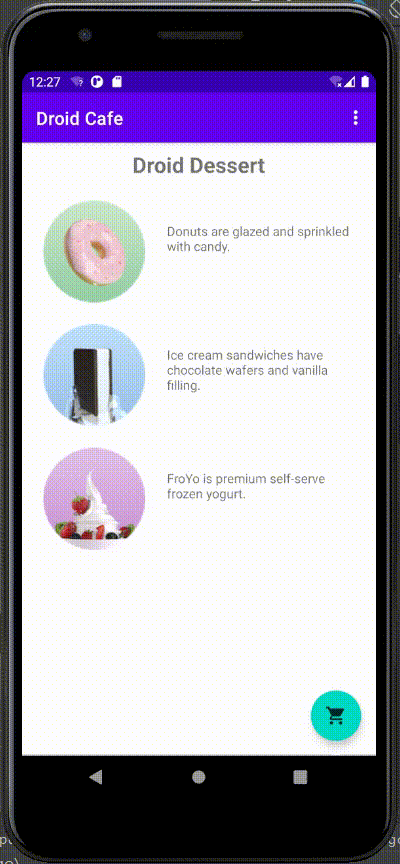 12:27
Droid Cafe
Droid Dessert
Donuts are glazed and sprinkled
with candy.
Ice cream sandwiches have
chocolate wafers and vanilla
filling.
FroYo is premium self-serve
frozen yogurt.